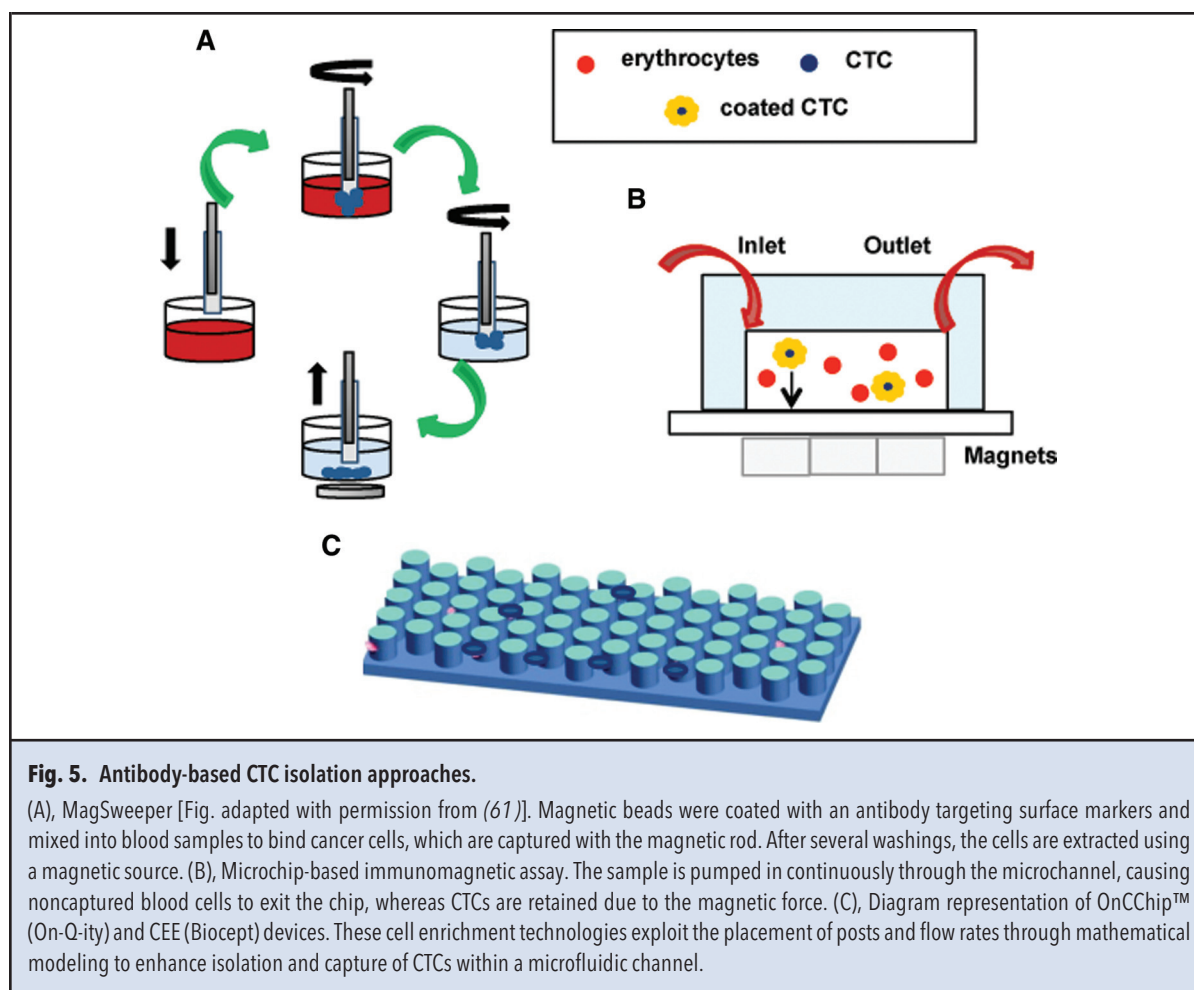 A
erythrocytes
CTC
coated CTC
B
Inlet
Outlet
Magnets
C
Fig. 5. Antibody-based CTC isolation approaches.
(A), MagSweeper [Fig. adapted with permission from (61)]. Magnetic beads were coated with an antibody targeting surface markers and
mixed into blood samples to bind cancer cells, which are captured with the magnetic rod. After several washings, the cells are extracted using
a magnetic source. (B), Microchip-based immunomagnetic assay. The sample is pumped in continuously through the microchannel, causing
noncaptured blood cells to exit the chip, whereas CTCs are retained due to the magnetic force. (C), Diagram representation of OnCChip™
(On-Q-ity) and CEE (Biocept) devices. These cell enrichment technologies exploit the placement of posts and flow rates through mathematical
modeling to enhance isolation and capture of CTCs within a microfluidic channel.